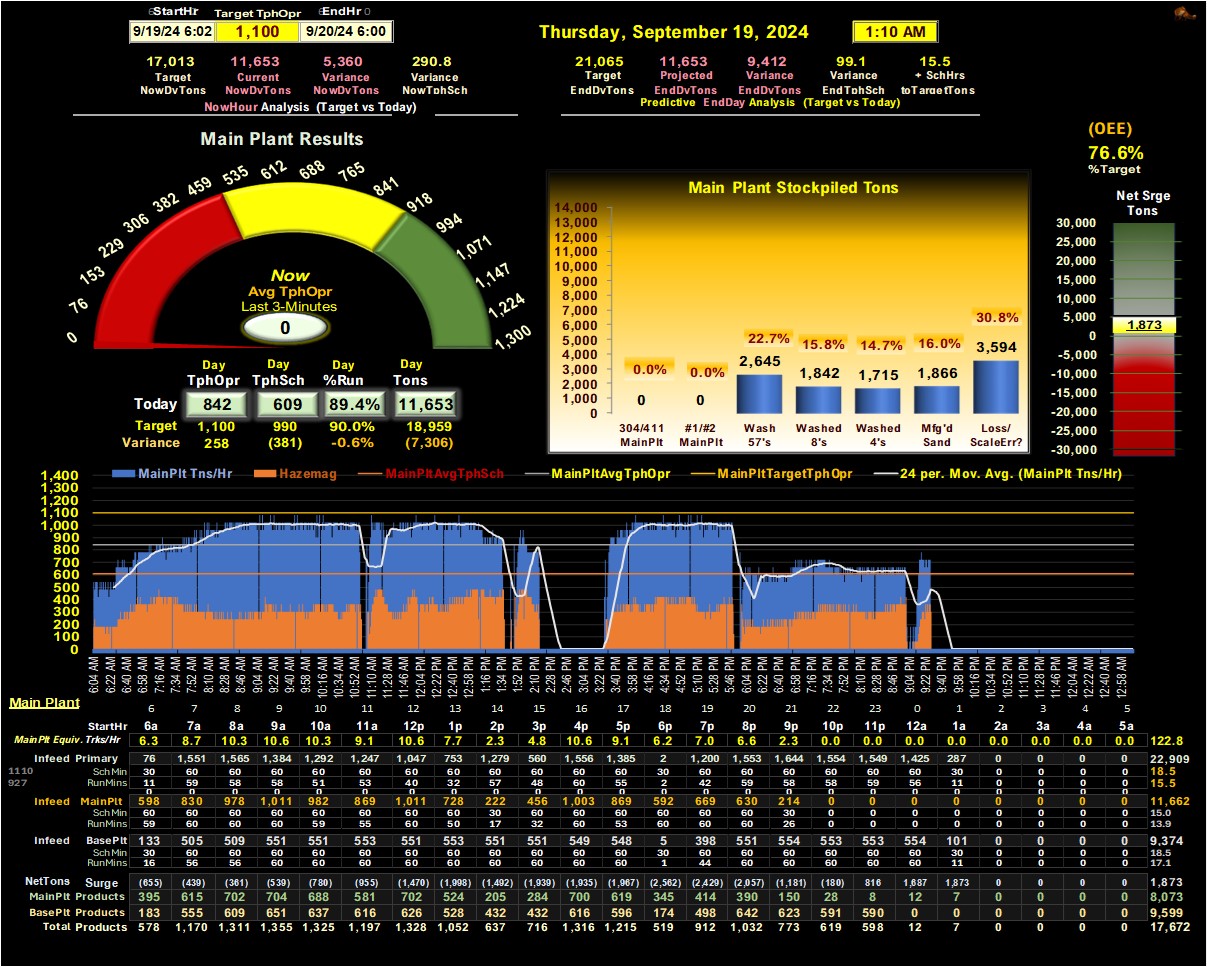 StartHr Target TphOpr EndHr
9/19/24 6:02 1,100 9/20/24 6:00
Thursday, September 19, 2024 1:10 AM
17,013 11,653 5,360 290.8
Target Current Variance Variance
NowDvTons NowDvTons NowDvTons NowTphSch
NowHour Analysis (Target vs Today)
21,065 11,653 9,412 99.1 15.5
Target Projected Variance Variance + SchHrs
EndDvTons EndDvTons EndDvTons EndTphSch toTargetTons
Predictive EndDay Analysis (Target vs Today)
(OEE)
76.6%
%Target
Main Plant Results
0 76 153 229 306 382 459 535 612 688 765 841 918 994 1,071 1,147 1,224 1,300
Now
Avg TphOpr
Last 3-Minutes
0
Day Day Day Day
TphOpr TphSch %Run Tons
Today 842 609 89.4% 11,653
Target 1,100 990 90.0% 18,959
Variance 258 (381) -0.6% (7,306)
Main Plant Stockpiled Tons
14,000
13,000
12,000
11,000
10,000
9,000
8,000
7,000
6,000
5,000
4,000
3,000
2,000
1,000
0
0.0% 0.0% 22.7% 15.8% 14.7% 16.0% 30.8%
0 0 2,645 1,842 1,715 1,866 3,594
304/411 #1/#2 Wash Washed Washed Mfg'd Loss/
MainPlt MainPlt 57's 8's 4's Sand ScaleErr?
Net Srge
Tons
30,000
25,000
20,000
15,000
10,000
5,000
1,873
0
-5,000
-10,000
-15,000
-20,000
-25,000
-30,000
MainPlt Tns/Hr Hazemag MainPltAvgTphSch MainPltAvgTphOpr MainPltTargetTphOpr 24 per. Mov. Avg. (MainPlt Tns/Hr)
1,400
1,300
1,200
1,100
1,000
900
800
700
600
500
400
300
200
100
0
6:04 AM 6:22 AM 6:40 AM 6:58 AM 7:16 AM 7:34 AM 7:52 AM 8:10 AM 8:28 AM 8:46 AM 9:04 AM 9:22 AM 9:40 AM 9:58 AM 10:16 AM 10:34 AM 10:52 AM 11:10 AM 11:28 AM 11:46 AM 12:04 PM 12:22 PM 12:40 PM 12:58 PM 1:16 PM 1:34 PM 1:52 PM 2:10 PM 2:28 PM 2:46 PM 3:04 PM 3:22 PM 3:40 PM 3:58 PM 4:16 PM 4:34 PM 4:52 PM 5:10 PM 5:28 PM 5:46 PM 6:04 PM 6:22 PM 6:40 PM 6:58 PM 7:16 PM 7:34 PM 7:52 PM 8:10 PM 8:28 PM 8:46 PM 9:04 PM 9:22 PM 9:40 PM 9:58 PM 10:16 PM 10:34 PM 10:52 PM 11:10 PM 11:28 PM 11:46 PM 12:04 AM 12:22 AM 12:40 AM 12:58 AM
Main Plant 6 7 8 9 10 11 12 13 14 15 16 17 18 19 20 21 22 23 0 1 2 3 4 5
StartHr 6a 7a 8a 9a 10a 11a 12p 1p 2p 3p 4p 5p 6p 7p 8p 9p 10p 11p 12a 1a 2a 3a 4a 5a
MainPlt Equiv. Trks/Hr 6.3 8.7 10.3 10.6 10.3 9.1 10.6 7.7 2.3 4.8 10.6 9.1 6.2 7.0 6.6 2.3 0.0 0.0 0.0 0.0 0.0 0.0 0.0 0.0 122.8
Infeed Primary 76 1,551 1,565 1,384 1,292 1,247 1,047 753 1,279 560 1,556 1,385 2 1,200 1,553 1,644 1,554 1,549 1,425 287 0 0 0 0 22,909
1110 Sch Min 30 60 60 60 60 60 60 60 60 60 60 60 30 60 60 60 60 60 60 30 0 0 0 0 18.5
927 RunMins 11 59 58 58 51 53 40 32 57 48 60 55 2 42 59 58 58 59 56 11 0 0 0 0 15.5
0 0 0 0 0 0 0 0 0 0 0 0 0 0 0 0 0 0 0 0 0 0 0 0
Infeed MainPlt 598 830 978 1,011 982 869 1,011 728 222 456 1,003 869 592 669 630 214 0 0 0 0 0 0 0 0 11,662
Sch Min 60 60 60 60 60 60 60 60 30 60 60 60 60 60 60 30 0 0 0 0 0 0 0 0 15.0
RunMins 59 60 60 60 59 55 60 50 17 32 60 53 60 60 60 26 0 0 0 0 0 0 0 0 13.9
Infeed BasePlt 133 505 509 551 551 553 551 553 551 551 549 548 5 398 551 554 553 553 554 101 0 0 0 0 9,374
Sch Min 30 60 60 60 60 60 60 60 60 60 60 60 30 60 60 60 60 60 60 30 0 0 0 0 18.5
RunMins 16 56 56 60 60 60 60 60 60 60 60 60 1 44 60 60 60 60 60 11 0 0 0 0 17.1
NetTons Surge (655) (439) (361) (539) (780) (955) (1,470) (1,998) (1,492) (1,939) (1,935) (1,967) (2,562) (2,429) (2,057) (1,181) (180) 816 1,687 1,873 0 0 0 0 1,873
MainPlt Products 395 615 702 704 688 581 702 524 205 284 700 619 345 414 390 150 28 8 12 7 0 0 0 0 8,073
BasePlt Products 183 555 609 651 637 616 626 528 432 432 616 596 174 498 642 623 591 590 0 0 0 0 0 0 9,599
Total Products 578 1,170 1,311 1,355 1,325 1,197 1,328 1,052 637 716 1,316 1,215 519 912 1,032 773 619 598 12 7 0 0 0 0 17,672